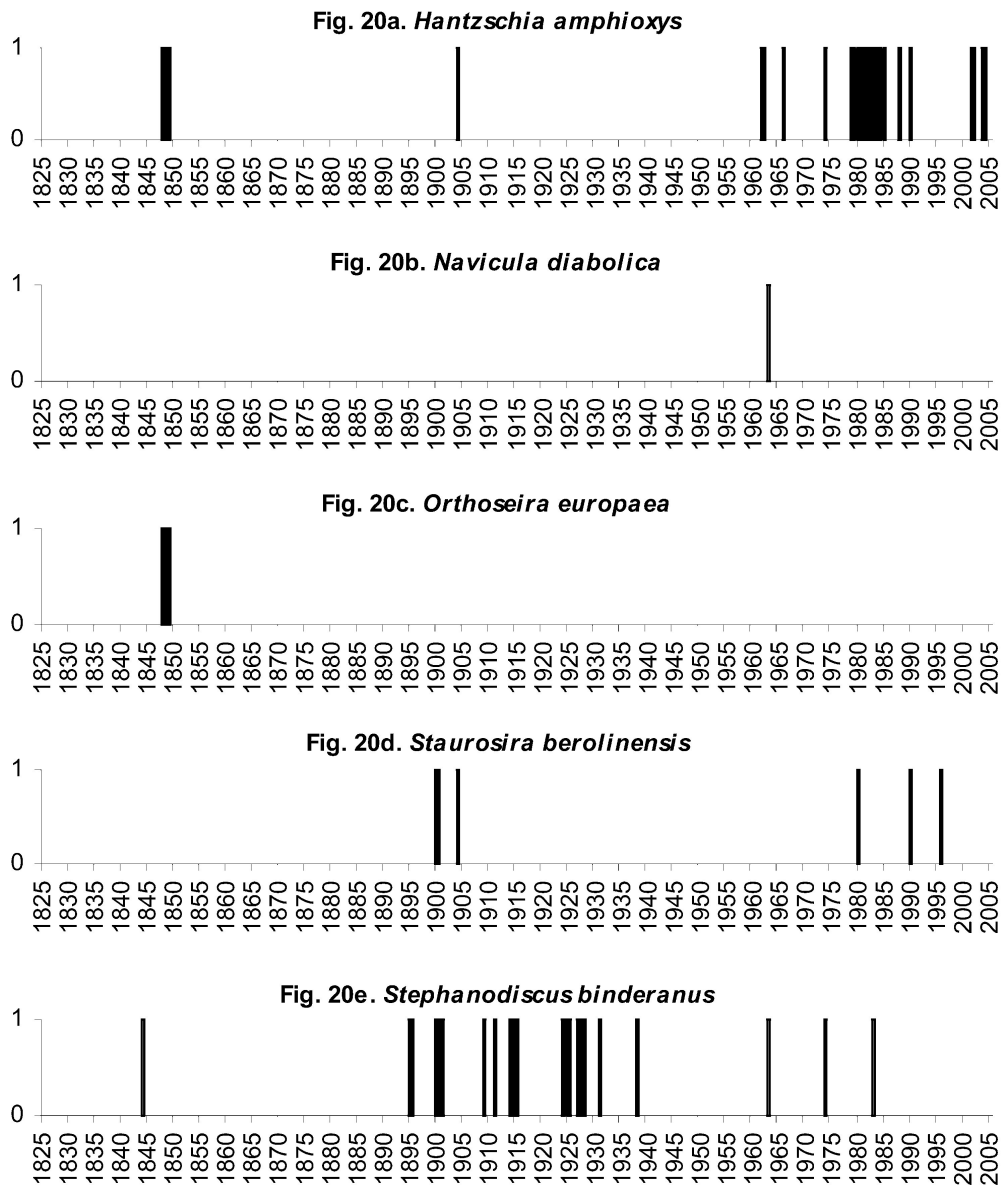 Fig. 20a. Hantzschia amphioxys
1
0
1825 1830 1835 1840 1845 1850 1855 1860 1865 1870 1875 1880 1885 1890 1895 1900 1905 1910 1915 1920 1925 1930 1935 1940 1945 1950 1955 1960 1965 1970 1975 1980 1985 1990 1995 2000 2005
Fig. 20b. Navicula diabolica
1
0
1825 1830 1835 1840 1845 1850 1855 1860 1865 1870 1875 1880 1885 1890 1895 1900 1905 1910 1915 1920 1925 1930 1935 1940 1945 1950 1955 1960 1965 1970 1975 1980 1985 1990 1995 2000 2005
Fig. 20c. Orthoseira europaea
1
0
1825 1830 1835 1840 1845 1850 1855 1860 1865 1870 1875 1880 1885 1890 1895 1900 1905 1910 1915 1920 1925 1930 1935 1940 1945 1950 1955 1960 1965 1970 1975 1980 1985 1990 1995 2000 2005
Fig. 20d. Staurosira berolinensis
1
0
1825 1830 1835 1840 1845 1850 1855 1860 1865 1870 1875 1880 1885 1890 1895 1900 1905 1910 1915 1920 1925 1930 1935 1940 1945 1950 1955 1960 1965 1970 1975 1980 1985 1990 1995 2000 2005
Fig. 20e. Stephanodiscus binderanus
1
0
1825 1830 1835 1840 1845 1850 1855 1860 1865 1870 1875 1880 1885 1890 1895 1900 1905 1910 1915 1920 1925 1930 1935 1940 1945 1950 1955 1960 1965 1970 1975 1980 1985 1990 1995 2000 2005